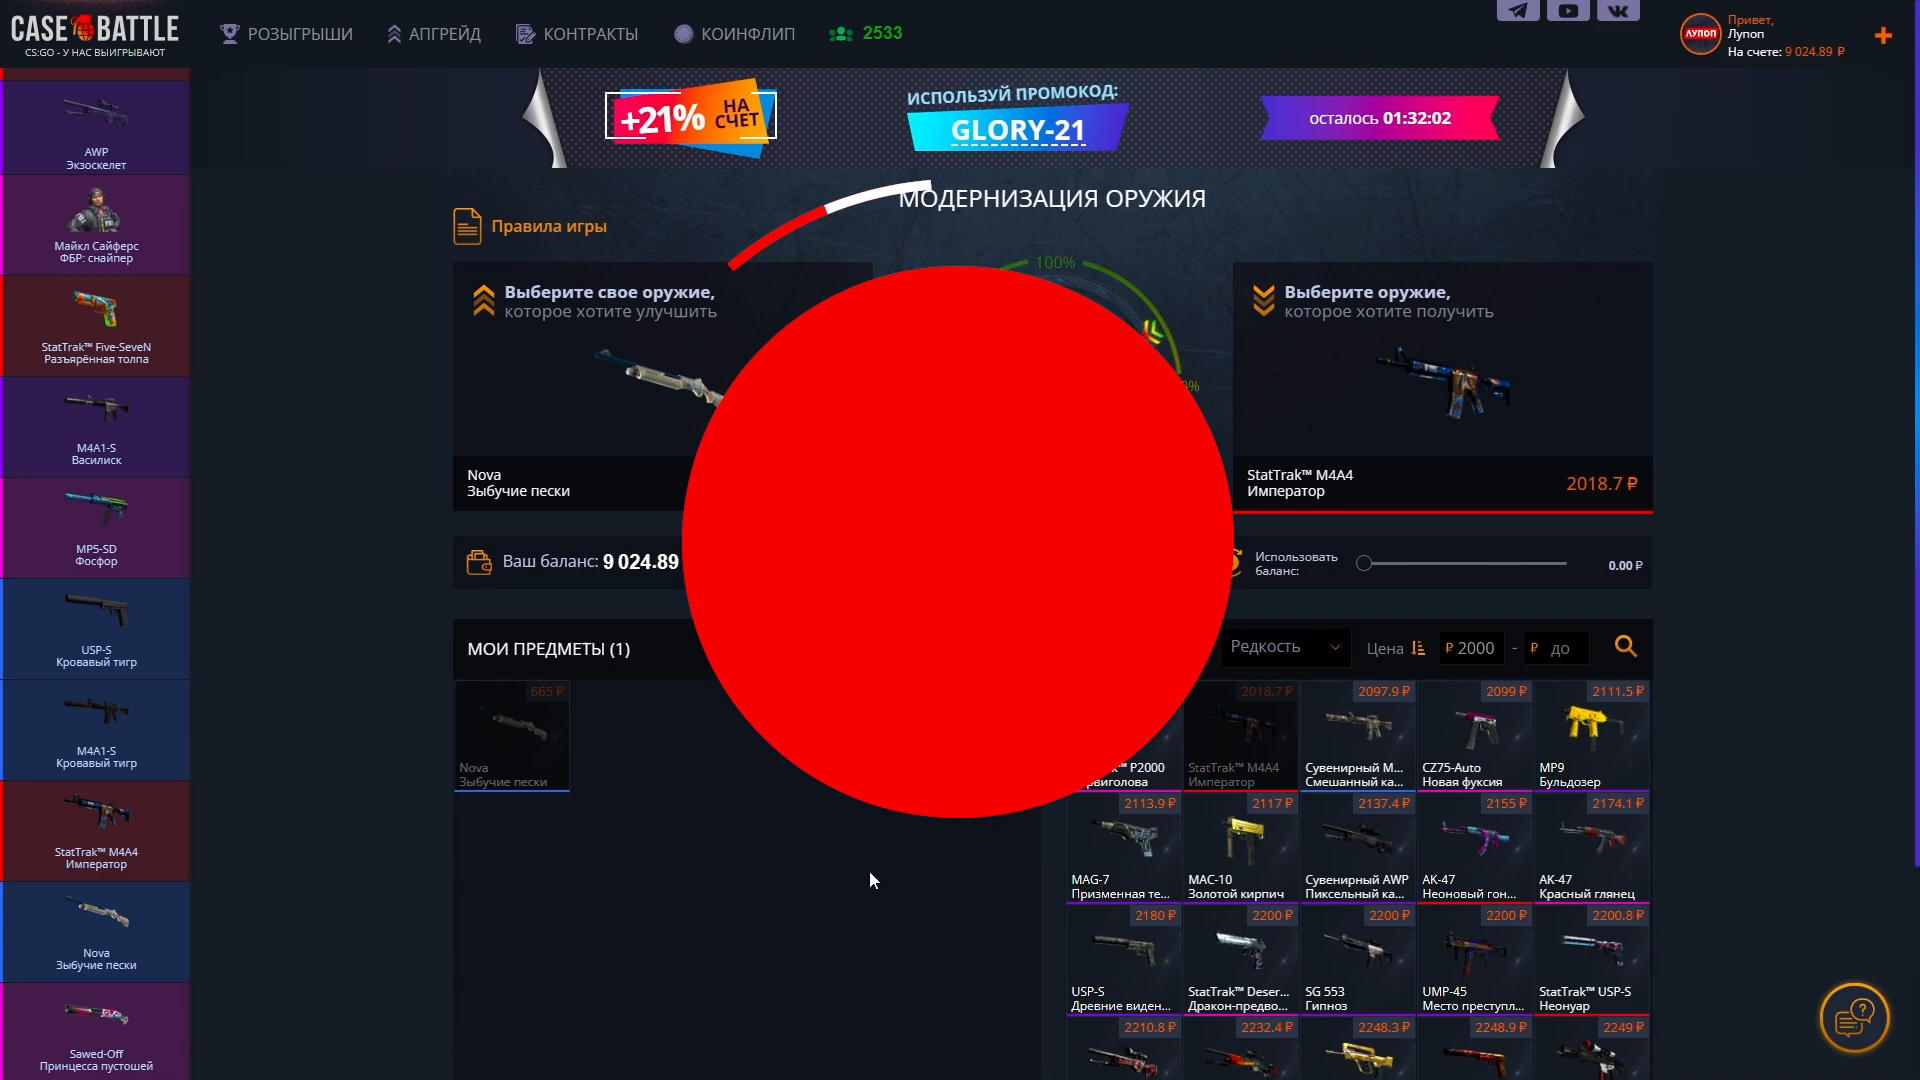 CASE BATTLE
CS:GO - У НАС ВЫИГРЫВАЮТ
РОЗЫГРЫШИ
АПГРЕЙД
КОНТРАКТЫ
КОИНФЛИП
2533
Привет,
Лупоп
На счете: 9 024.89 ₽
ЛУПОП
+21% НА СЧЕТ
ИСПОЛЬЗУЙ ПРОМОКОД:
GLORY-21
осталось 01:32:02
AWP
Экзоскелет
Майкл Сайферс
ФБР: снайпер
StatTrak™ Five-SeveN
Разъярённая толпа
M4A1-S
Василиск
MP5-SD
Фосфор
USP-S
Кровавый тигр
M4A1-S
Кровавый тигр
StatTrak™ M4A4
Император
Nova
Зыбучие пески
Sawed-Off
Принцесса пустошей
МОДЕРНИЗАЦИЯ ОРУЖИЯ
Правила игры
Выберите свое оружие,
которое хотите улучшить
Nova
Зыбучие пески
100%
Выберите оружие,
которое хотите получить
StatTrak™ M4A4
Император
2018.7 ₽
Ваш баланс: 9 024.89
Использовать
баланс:
0.00 ₽
МОИ ПРЕДМЕТЫ (1)
665 ₽
Nova
Зыбучие пески
Редкость
Цена
₽ 2000 - ₽ до
2018.7 ₽
2097.9 ₽
2099 ₽
2111.5 ₽
P2000
StatTrak™ M4A4
Император
Сувенирный M...
Смешанный ка...
CZ75-Auto
Новая фуксия
MP9
Бульдозер
2113.9 ₽
2117 ₽
2137.4 ₽
2155 ₽
2174.1 ₽
MAG-7
Призменная те...
MAC-10
Золотой кирпич
Сувенирный AWP
Пиксельный ка...
AK-47
Неоновый гон...
AK-47
Красный глянец
2180 ₽
2200 ₽
2200 ₽
2200 ₽
2200.8 ₽
USP-S
Древние виден...
StatTrak™ Deser...
Дракон-предво...
SG 553
Гипноз
UMP-45
Место преступл...
StatTrak™ USP-S
Неонуар
2210.8 ₽
2232.4 ₽
2248.3 ₽
2248.9 ₽
2249 ₽